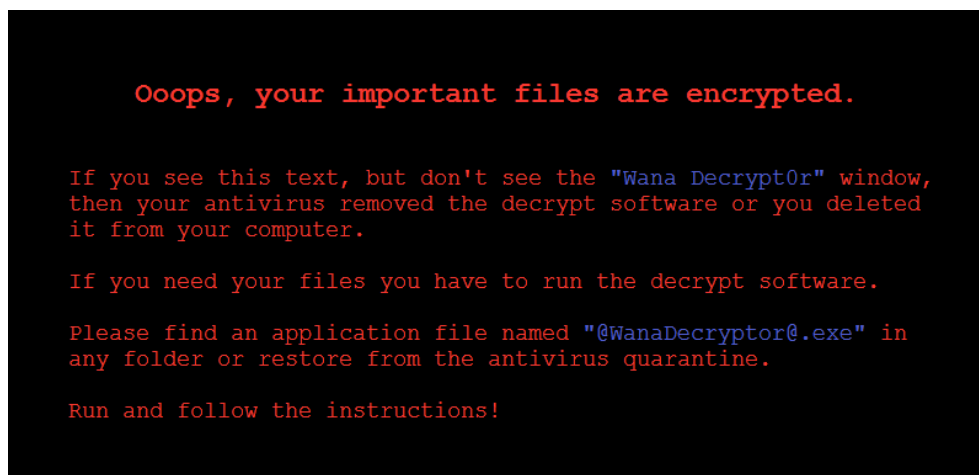 Ooops, your important files are encrypted.
If you see this text, but don't see the "Wana Decrypt0r" window,
then your antivirus removed the decrypt software or you deleted
it from your computer.
If you need your files you have to run the decrypt software.
Please find an application file named "@WanaDecryptor@.exe" in
any folder or restore from the antivirus quarantine.
Run and follow the instructions!